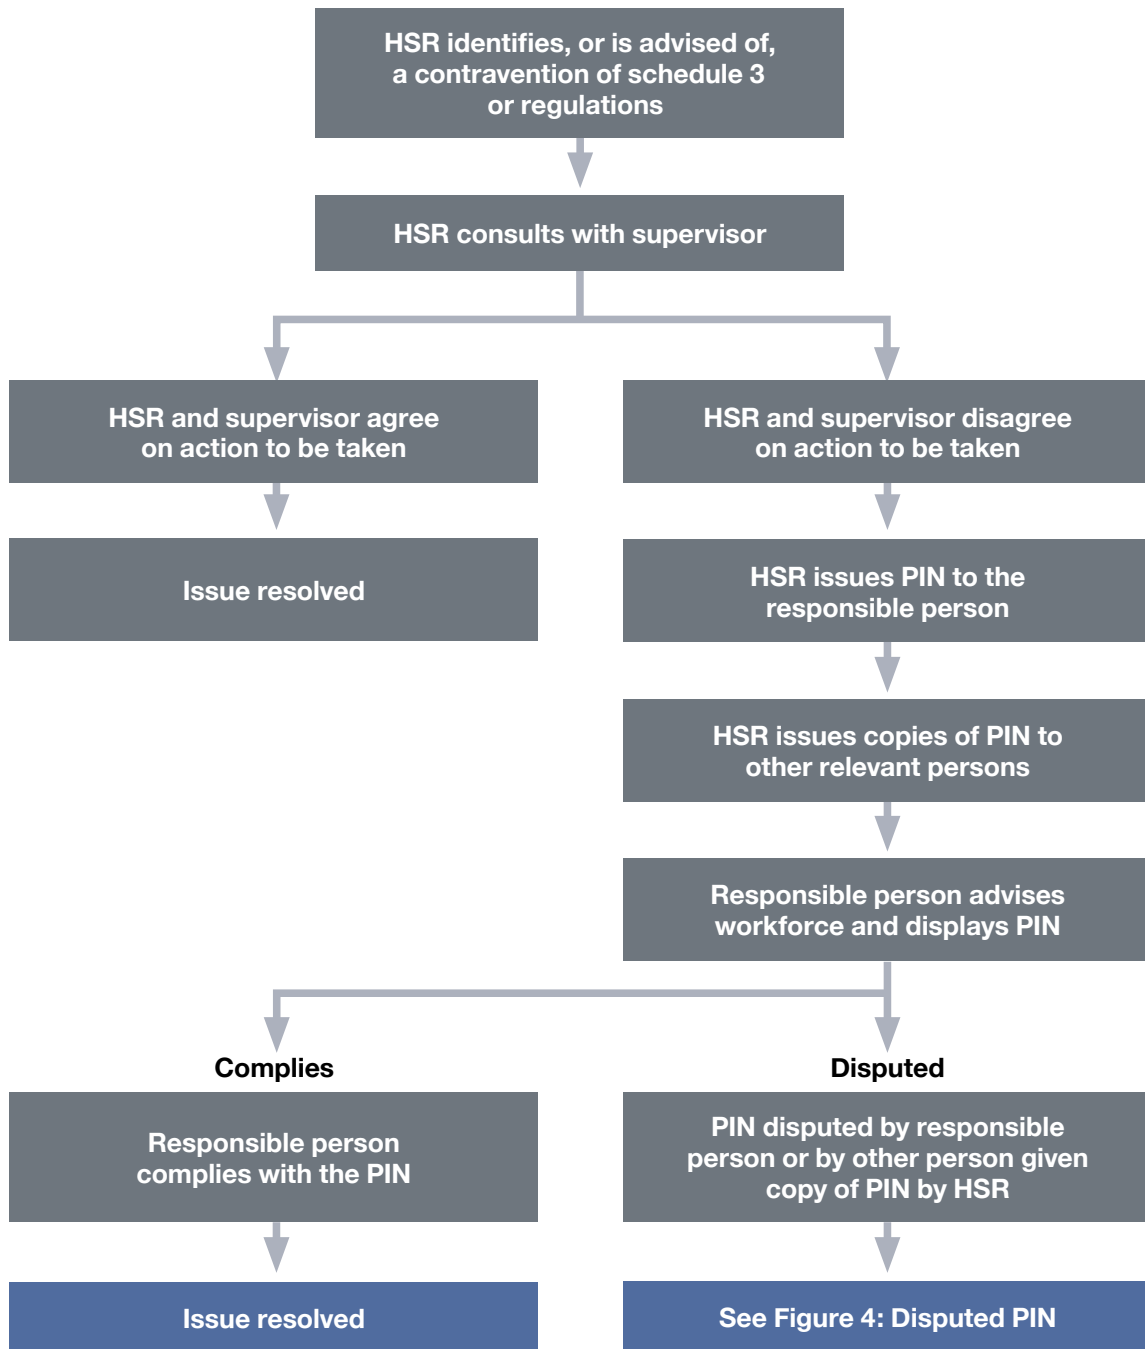 HSR identifies, or is advised of,
a contravention of schedule 3
or regulations
HSR consults with supervisor
HSR and supervisor agree
on action to be taken
HSR and supervisor disagree
on action to be taken
Issue resolved
HSR issues PIN to the
responsible person
HSR issues copies of PIN to
other relevant persons
Responsible person advises
workforce and displays PIN
Complies
Disputed
Responsible person
complies with the PIN
PIN disputed by responsible
person or by other person given
copy of PIN by HSR
Issue resolved
See Figure 4: Disputed PIN